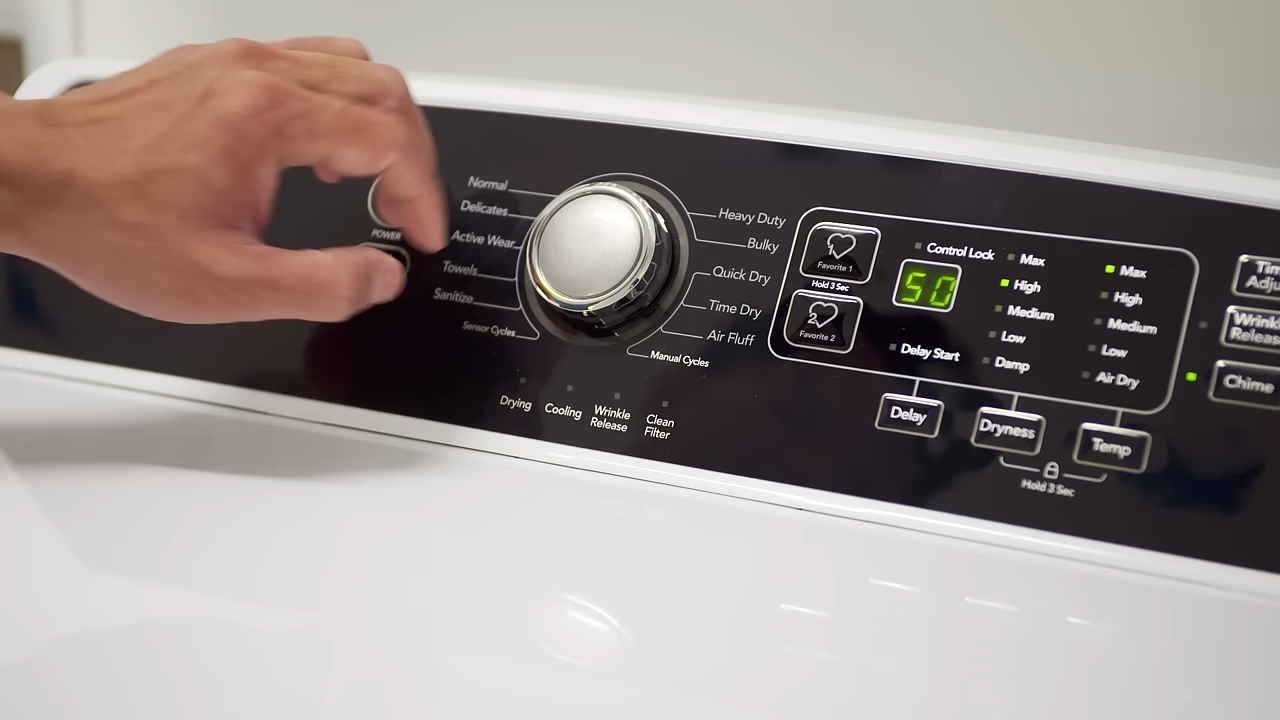 POWER
Normal
Delicates
Active Wear
Towels
Sanitize
Sensor Cycles
Heavy Duty
Bulky
Quick Dry
Time Dry
Air Fluff
Manual Cycles
Drying
Cooling
Wrinkle
Release
Clean
Filter
1
Favorite 1
Hold 3 Sec
2
Favorite 2
Control Lock
50
Delay Start
Max
High
Medium
Low
Damp
Max
High
Medium
Low
Air Dry
Delay
Dryness
Temp
Hold 3 Sec
Chime